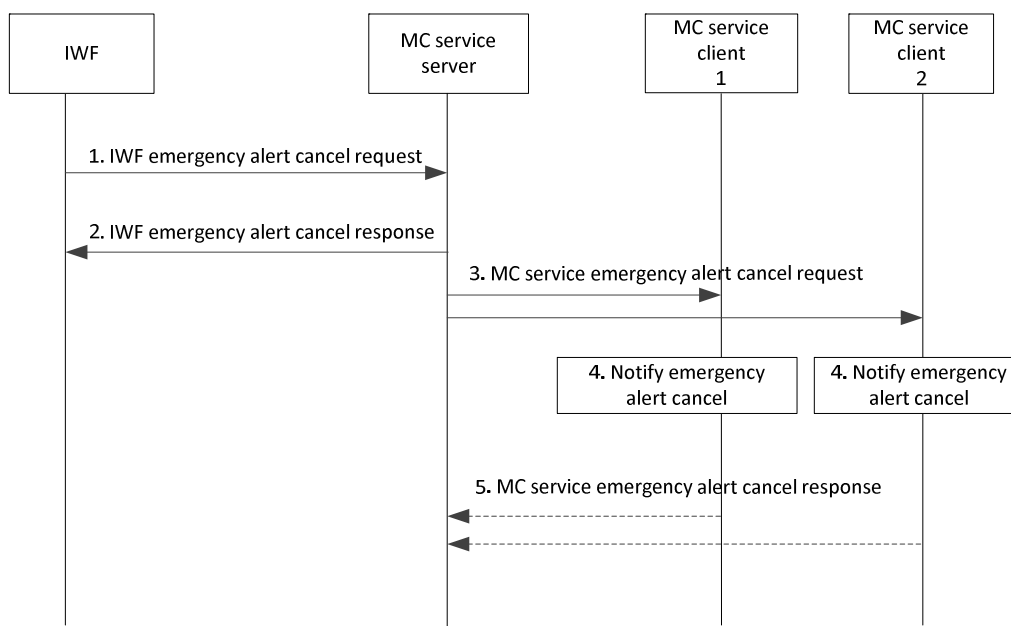 IWF
MC service
server
MC service
client
1
MC service
client
2
1. IWF emergency alert cancel request
2. IWF emergency alert cancel response
3. MC service emergency alert cancel request
4. Notify emergency
alert cancel
4. Notify emergency
alert cancel
5. MC service emergency alert cancel response